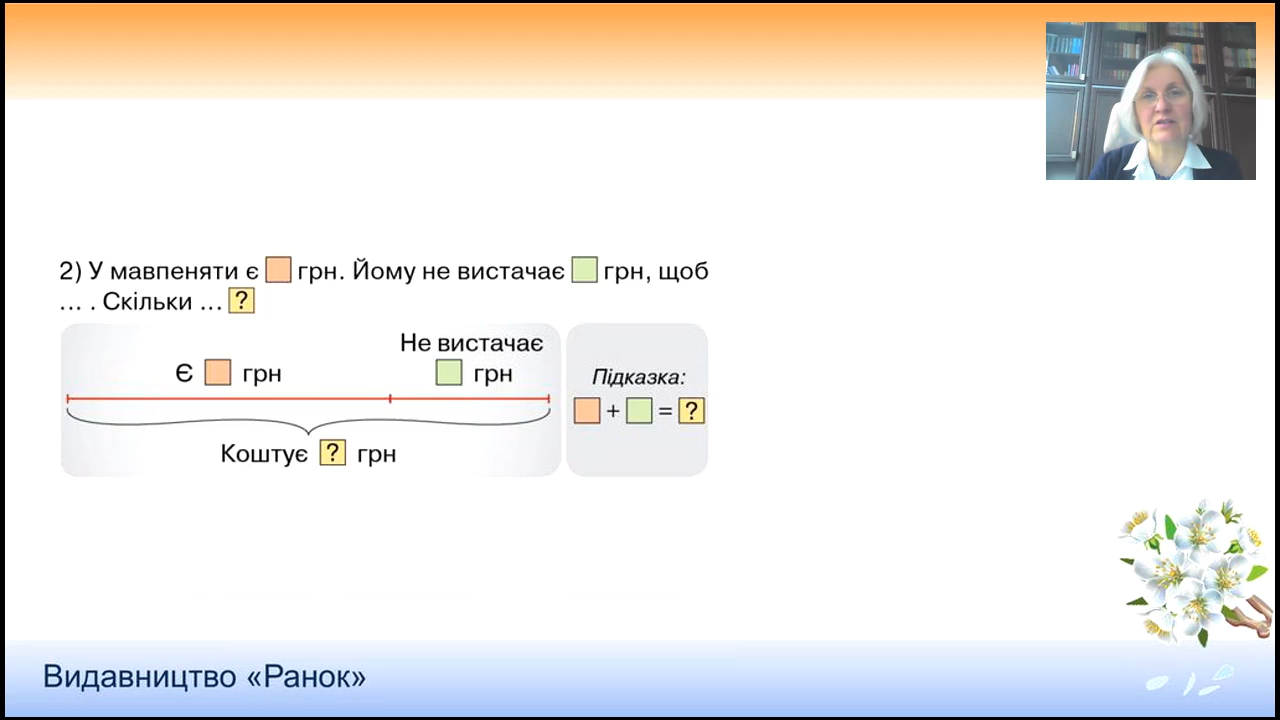 2) У мавпеняти є грн. Йому не вистачає грн, щоб
... . Скільки ... ?
Не вистачає
Є грн
грн
Коштує ? грн
Підказка:
+ = ?
Видавництво «Ранок»